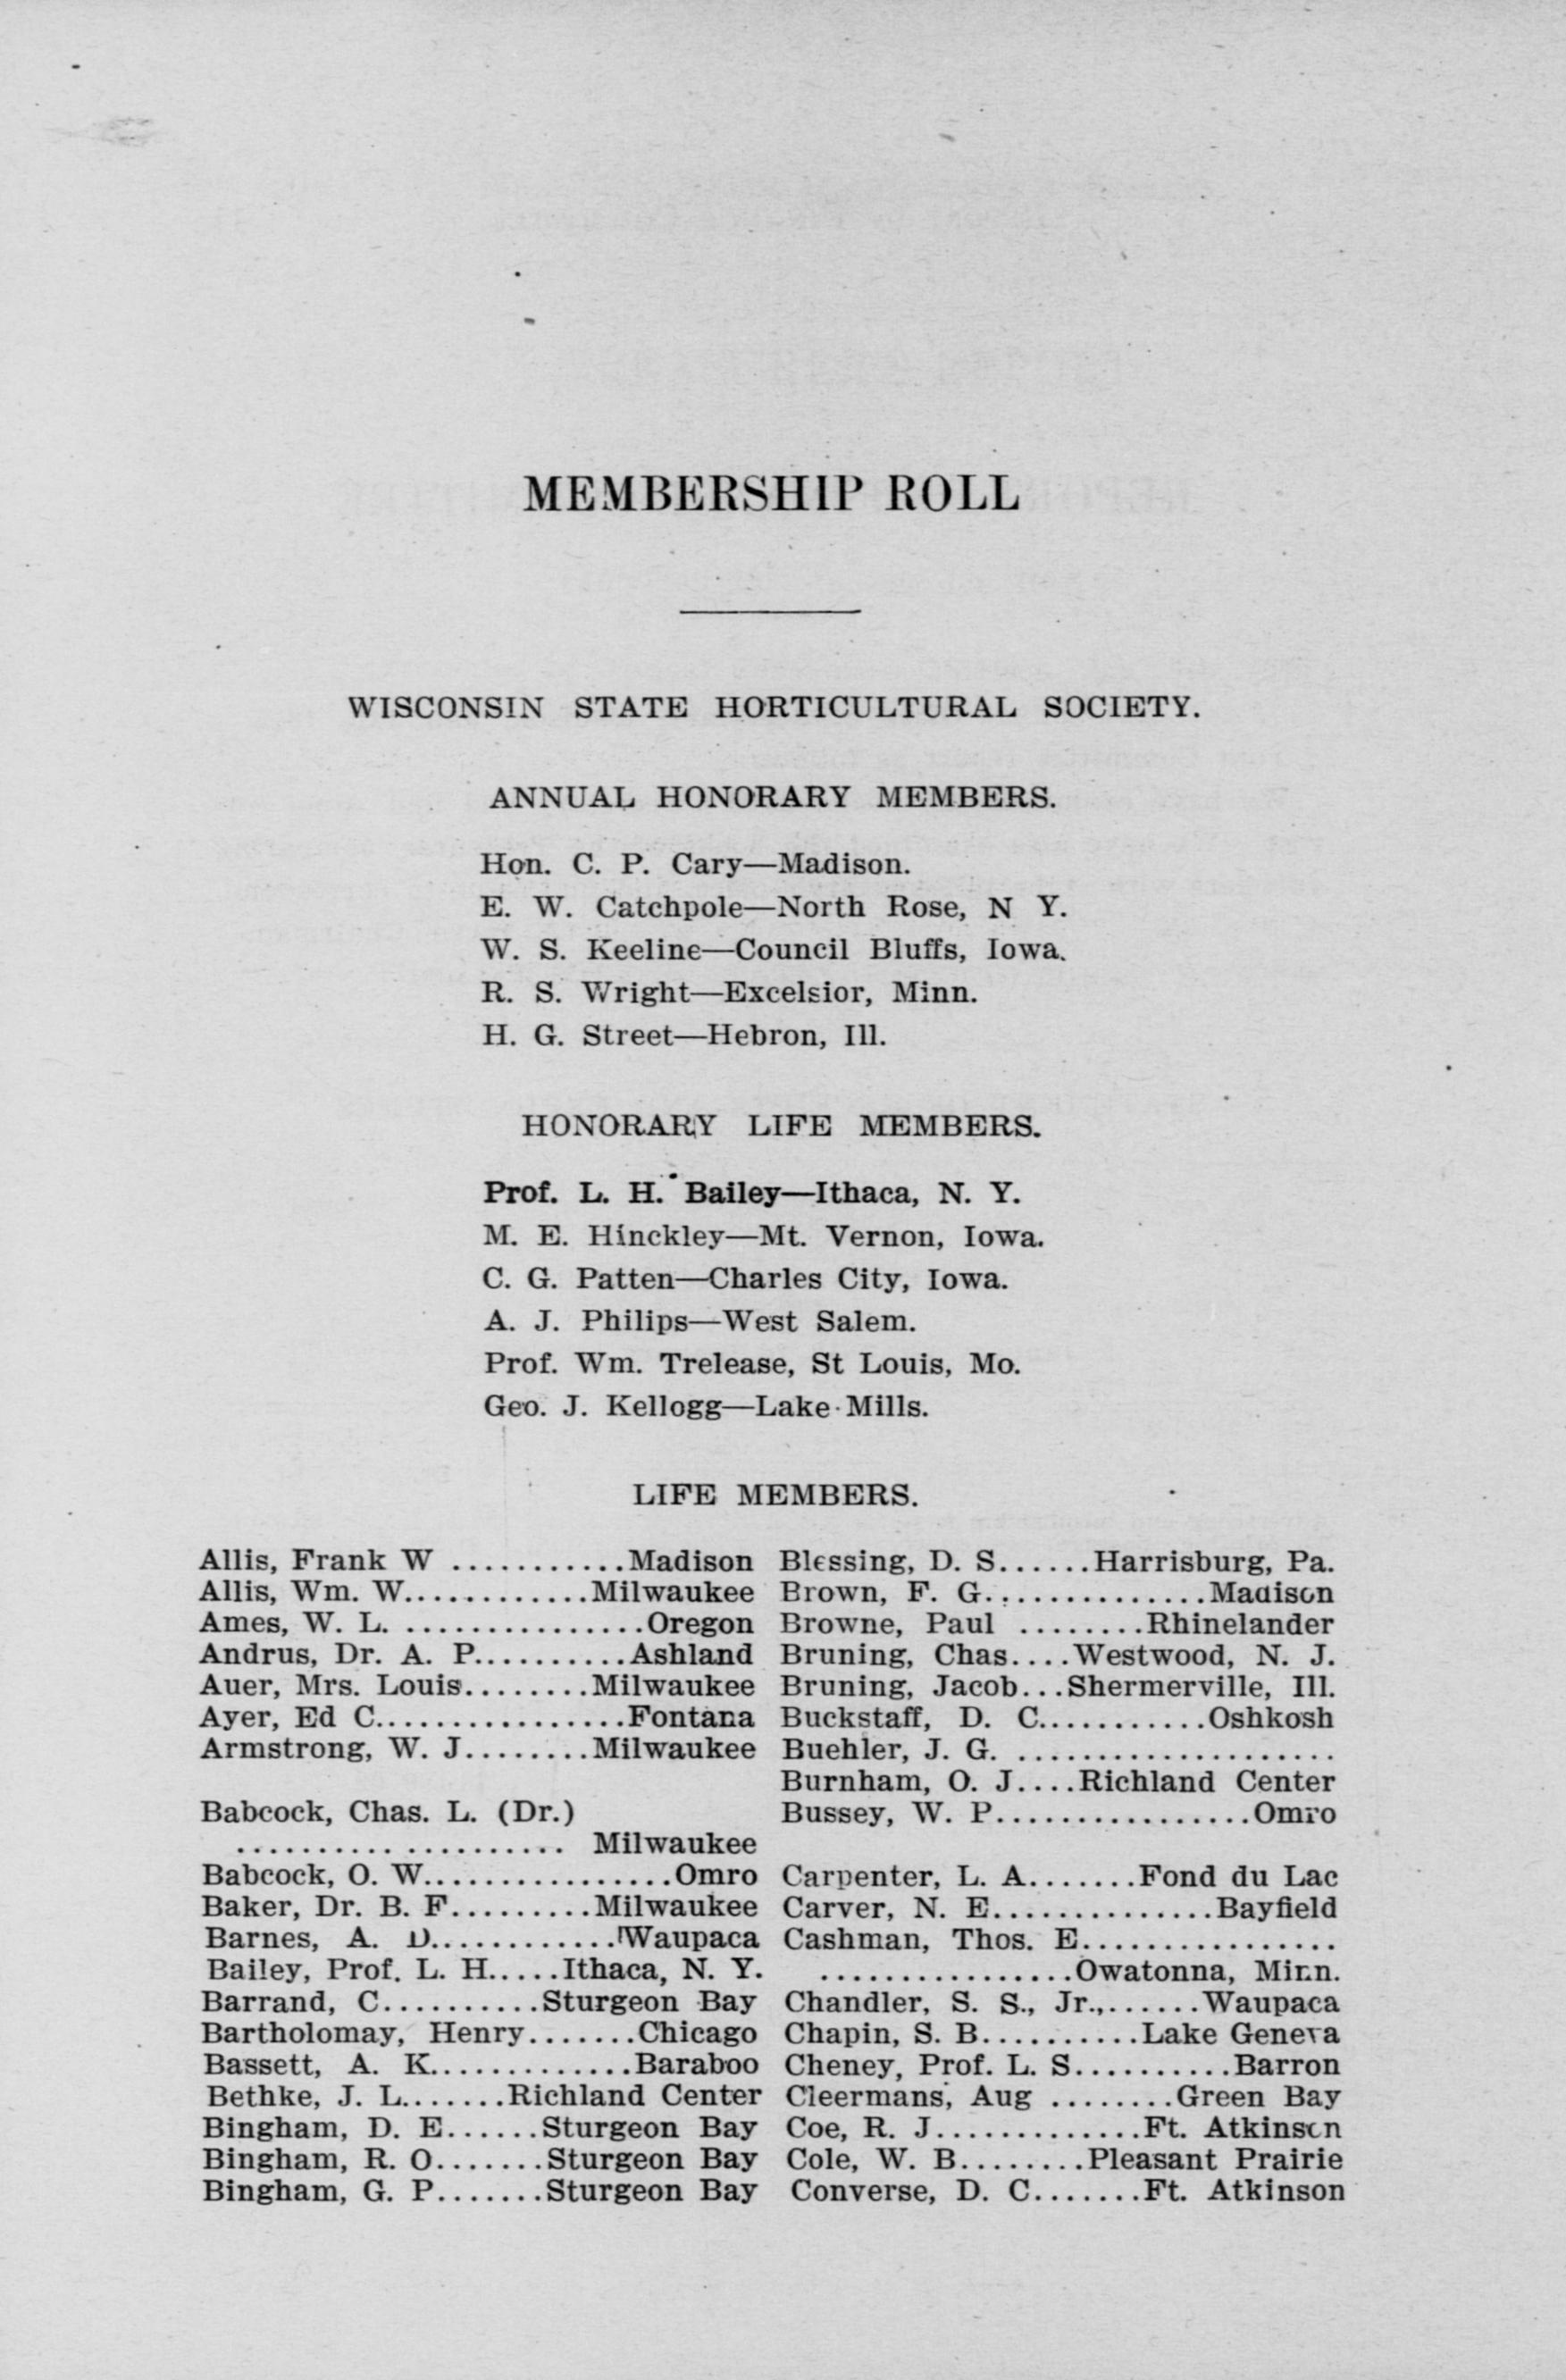 MEMBERSHIP ROLL
WISCONSIN STATE HORTICULTURAL SOCIETY.
ANNUAL HONORARY MEMBERS.
Hon. C. P. Cary—Madison.
E. W. Catchpole—North Rose, N Y.
W. S. Keeline—Council Bluffs, Iowa.
R. S. Wright—Excelsior, Minn.
H. G. Street—Hebron, Ill.
HONORARY LIFE MEMBERS.
Prof. L. H. Bailey—Ithaca, N. Y.
M. E. Hinckley—Mt. Vernon, Iowa.
C. G. Patten—Charles City, Iowa.
A. J. Philips—West Salem.
Prof. Wm. Trelease, St Louis, Mo.
Geo. J. Kellogg—Lake Mills.
LIFE MEMBERS.
Allis, Frank W ...........Madison
Allis, Wm. W............Milwaukee
Ames, W. L. ...............Oregon
Andrus, Dr. A. P..........Ashland
Auer, Mrs. Louis........Milwaukee
Ayer, Ed C................Fontana
Armstrong, W. J........Milwaukee
Babcock, Chas. L. (Dr.)
.................... Milwaukee
Babcock, O. W................Omro
Baker, Dr. B. F.........Milwaukee
Barnes, A. D............Waupaca
Bailey, Prof. L. H.....Ithaca, N. Y.
Barrand, C..........Sturgeon Bay
Bartholomay, Henry.......Chicago
Bassett, A. K.............Baraboo
Bethke, J. L.......Richland Center
Bingham, D. E......Sturgeon Bay
Bingham, R. O.......Sturgeon Bay
Bingham, G. P.......Sturgeon Bay
Blessing, D. S......Harrisburg, Pa.
Brown, F. G...............Madison
Browne, Paul ........Rhinelander
Bruning, Chas....Westwood, N. J.
Bruning, Jacob...Shermerville, Ill.
Buckstaff, D. C...........Oshkosh
Buehler, J. G. ....................
Burnham, O. J....Richland Center
Bussey, W. P................Omro
Carpenter, L. A.......Fond du Lac
Carver, N. E..............Bayfield
Cashman, Thos. E................
................Owatonna, Minn.
Chandler, S. S., Jr.,......Waupaca
Chapin, S. B..........Lake Geneva
Cheney, Prof. L. S..........Barron
Cleermans, Aug ........Green Bay
Coe, R. J.............Ft. Atkinson
Cole, W. B........Pleasant Prairie
Converse, D. C.......Ft. Atkinson